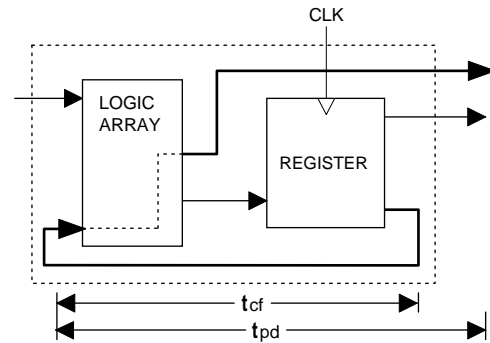 CLK
LOGIC
ARRAY
REGISTER
tcf
tpd